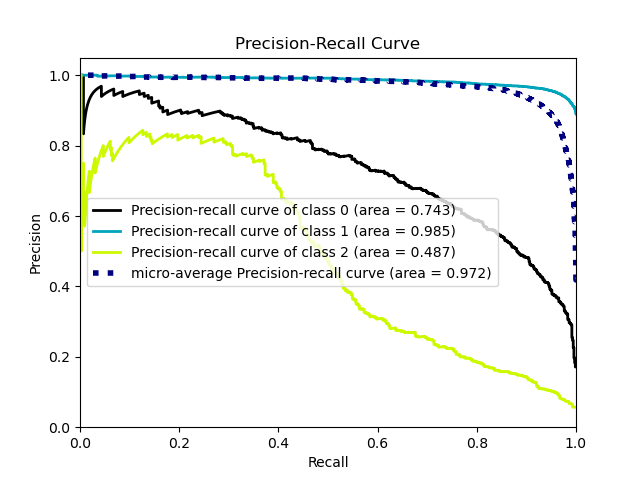 Precision-Recall Curve
1.0
0.8
0.6
0.4
0.2
0.0
Precision
Precision-recall curve of class 0 (area = 0.743)
Precision-recall curve of class 1 (area = 0.985)
Precision-recall curve of class 2 (area = 0.487)
micro-average Precision-recall curve (area = 0.972)
0.0 0.2 0.4 0.6 0.8 1.0
Recall